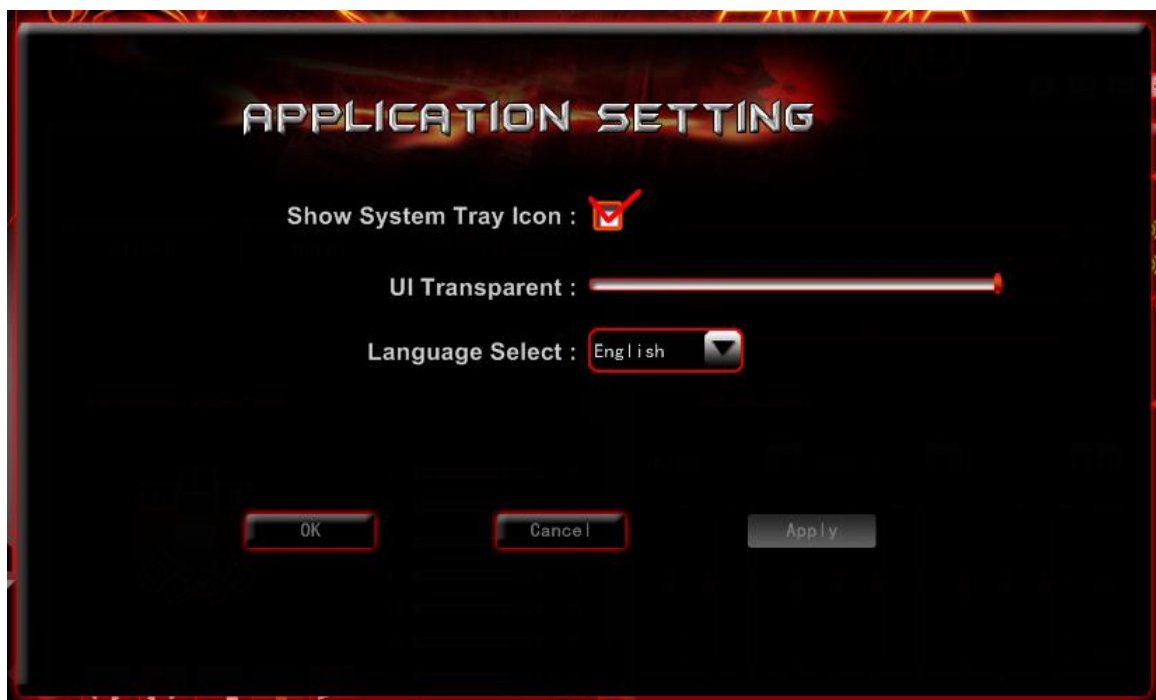 APPLICATION SETTING
Show System Tray Icon :
UI Transparent :
Language Select : English
OK Cancel Apply